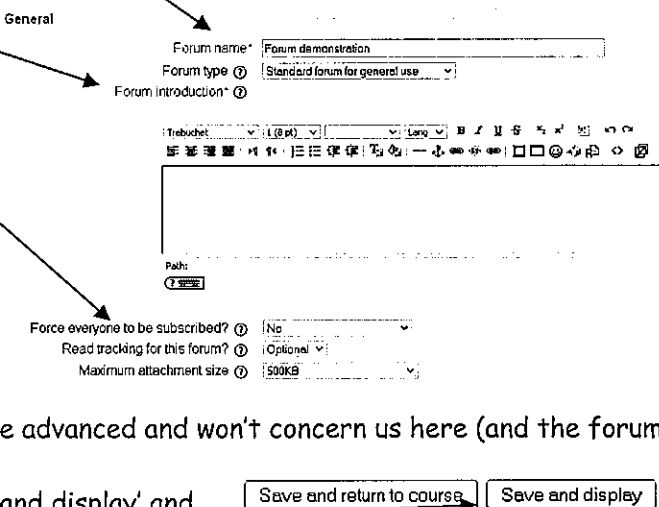 General
Forum name* Forum demonstration
Forum type ? Standard forum for general use
Forum introduction* ?
Trebuchet 1 (8 pt) Lang B I U S
Path:
?
Force everyone to be subscribed? ? No
Read tracking for this forum? ? Optional
Maximum attachment size ? 500KB
e advanced and won't concern us here (and the forum
and display' and Save and return to course Save and display